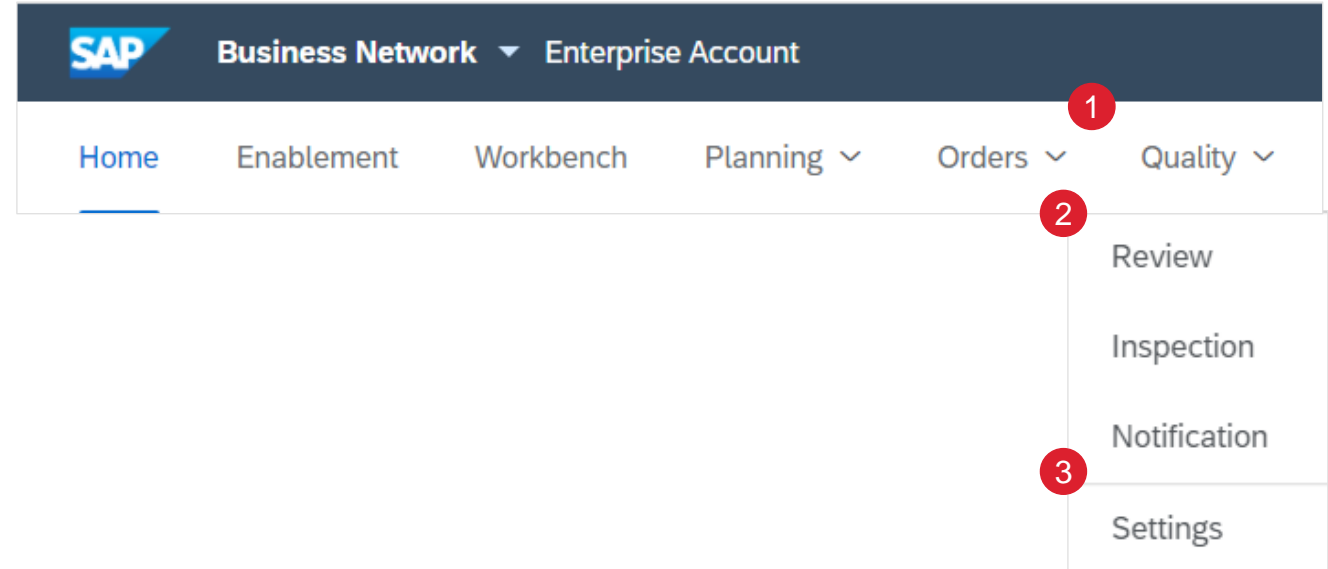 SAP Business Network Enterprise Account
1
Home Enablement Workbench Planning Orders Quality
2
Review
Inspection
Notification
3
Settings